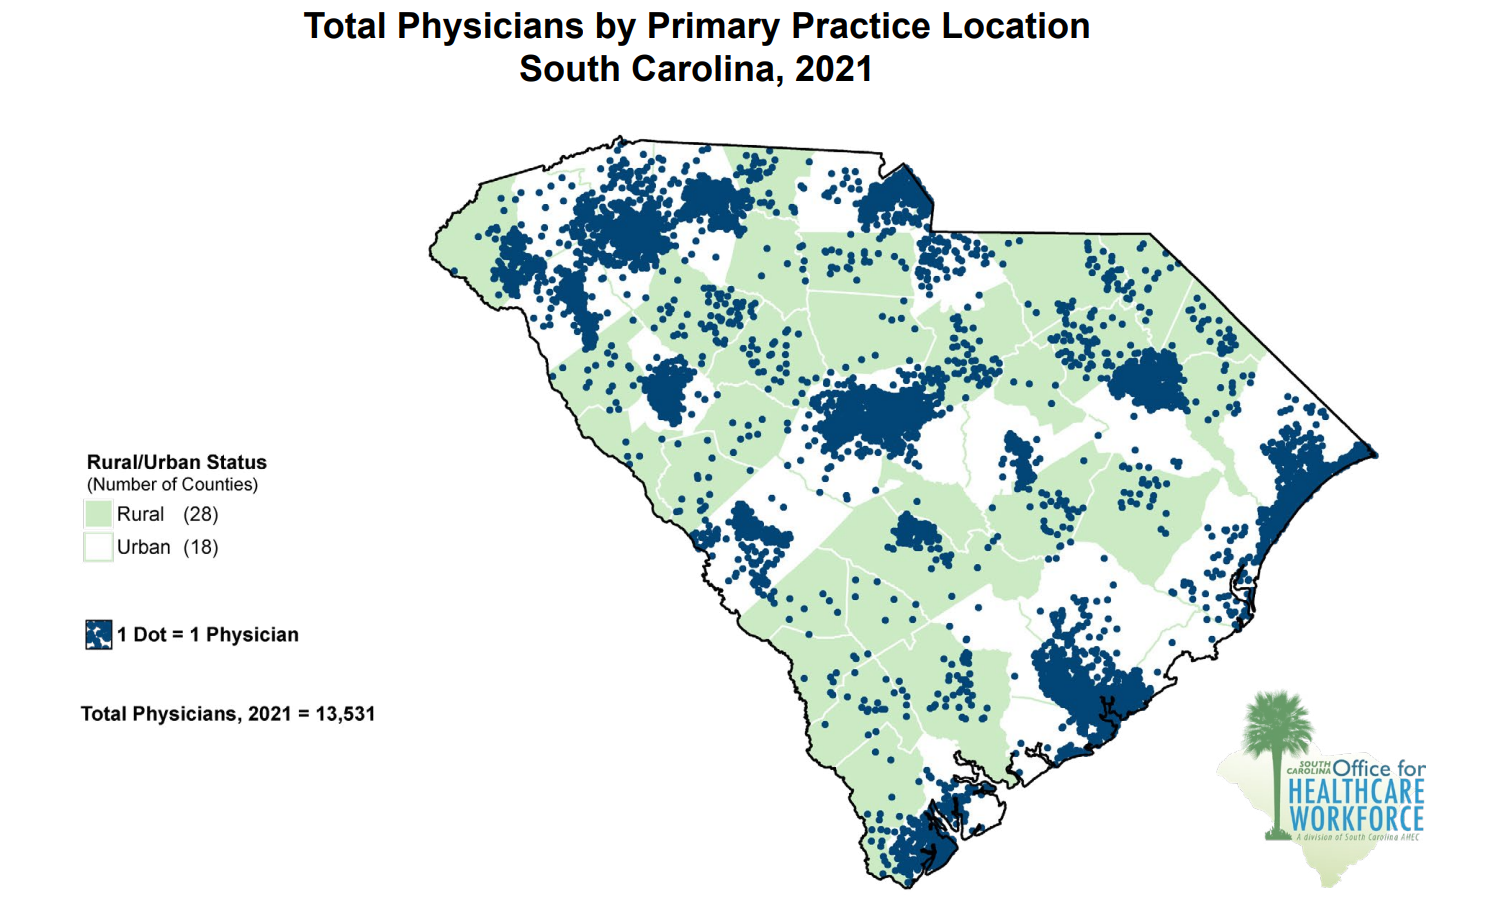 Total Physicians by Primary Practice Location
South Carolina, 2021
Rural/Urban Status
(Number of Counties)
Rural (28)
Urban (18)
1 Dot = 1 Physician
Total Physicians, 2021 = 13,531
SOUTH
CAROLINA Office for
HEALTHCARE
WORKFORCE
A division of South Carolina AHEC